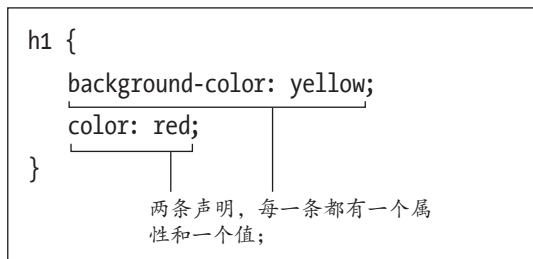 h1 {
background-color: yellow;
color: red;
}
两条声明，每一条都有一个属
性和一个值；